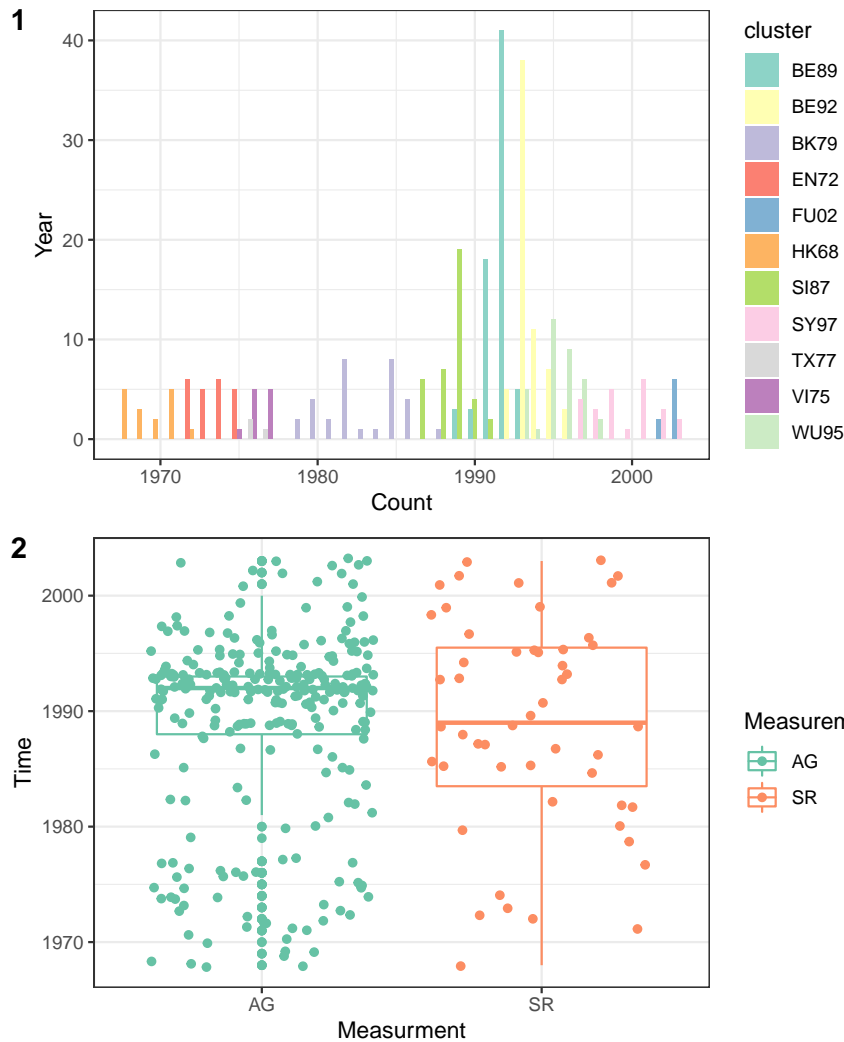 1
40
30
20
10
0
Year
1970 1980 1990 2000
Count
cluster
BE89
BE92
BK79
EN72
FU02
HK68
SI87
SY97
TX77
VI75
WU95
2
2000
1990
1980
1970
Time
AG SR
Measurment
Measuren
AG
SR